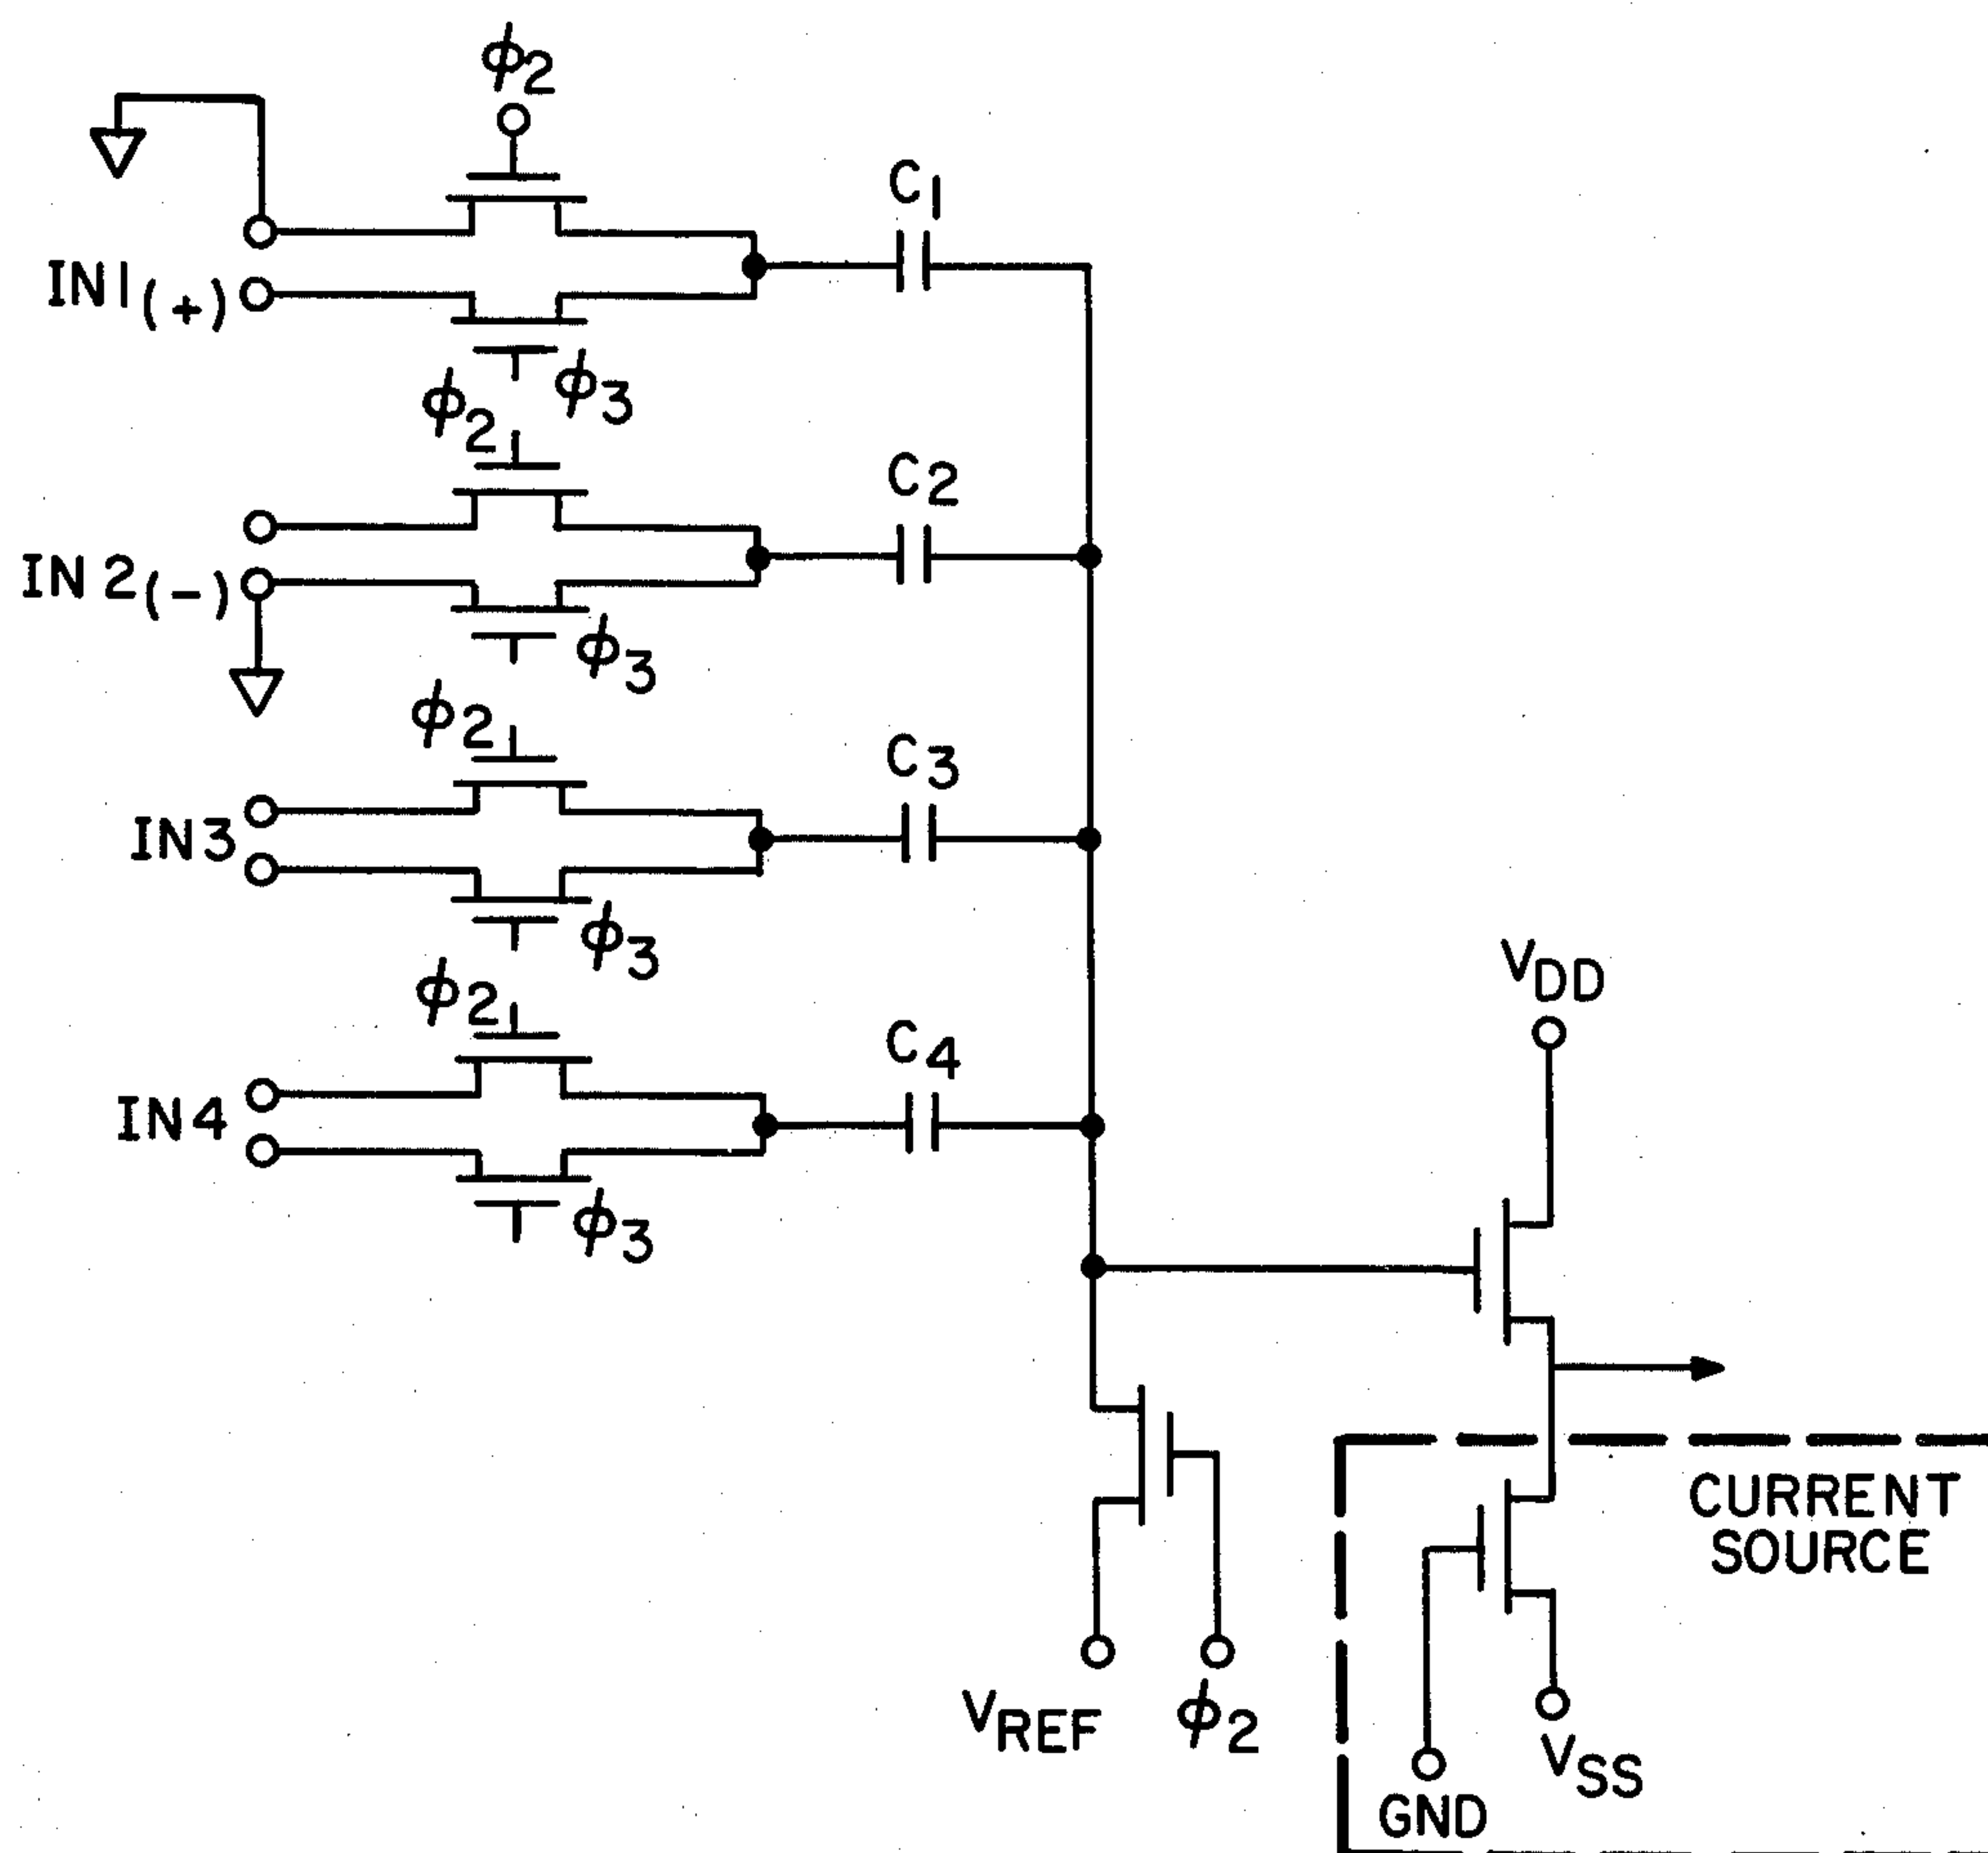 ϕ2
C1
IN1(+)
ϕ3
ϕ2
C2
IN2(-)
ϕ3
ϕ2
C3
IN3
ϕ3
ϕ2
C4
IN4
ϕ3
VDD
CURRENT
SOURCE
VREF
ϕ2
VSS
GND